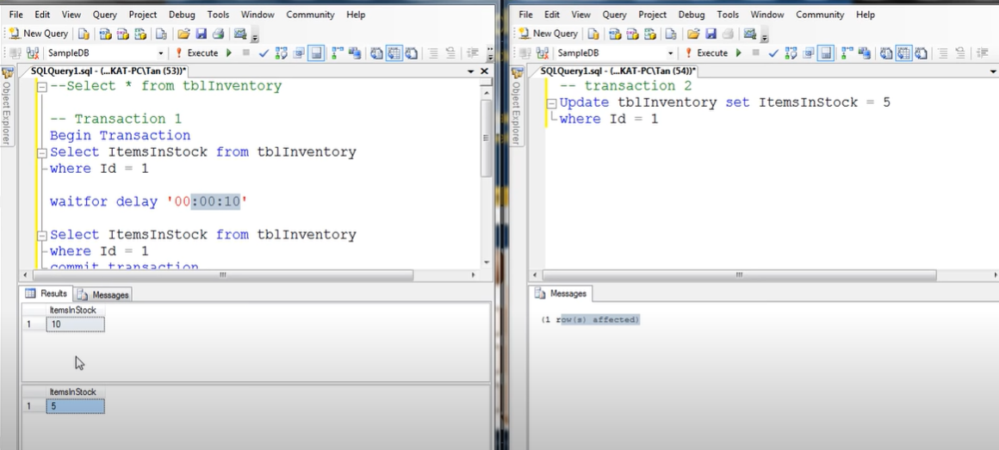 File Edit View Query Project Debug Tools Window Community Help
New Query
SampleDB Execute
SQLQuery1.sql - (...KAT-PC\Tan (53))*
Object Explorer
--Select * from tblInventory
-- Transaction 1
Begin Transaction
Select ItemsInStock from tblInventory
where Id = 1
waitfor delay '00:00:10'
Select ItemsInStock from tblInventory
where Id = 1
commit transaction
Results Messages
ItemsInStock
1 10
ItemsInStock
1 5
File Edit View Query Project Debug Tools Window Community Help
New Query
SampleDB Execute
SQLQuery1.sql - (...KAT-PC\Tan (54))*
Object Explorer
-- transaction 2
Update tblInventory set ItemsInStock = 5
where Id = 1
Messages
(1 row(s) affected)